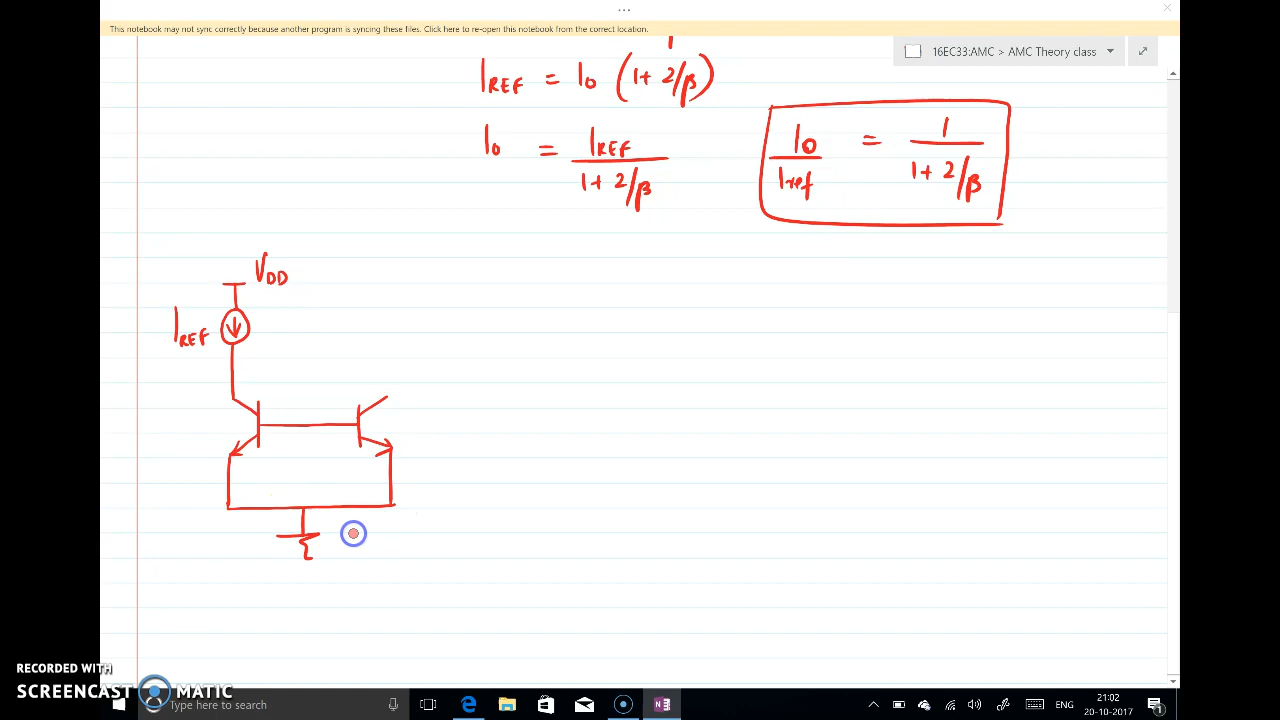 This notebook may not sync correctly because another program is syncing these files. Click here to re-open this notebook from the correct location.
16EC33:AMC > AMC Theory class
IREF = I0 (1 + 2/β)
I0 = IREF / 1 + 2/β
I0 / Iref = 1 / 1 + 2/β
VDD
IREF
RECORDED WITH
SCREENCAST MATIC
Type here to search
ENG
21:02
20-10-2017
1